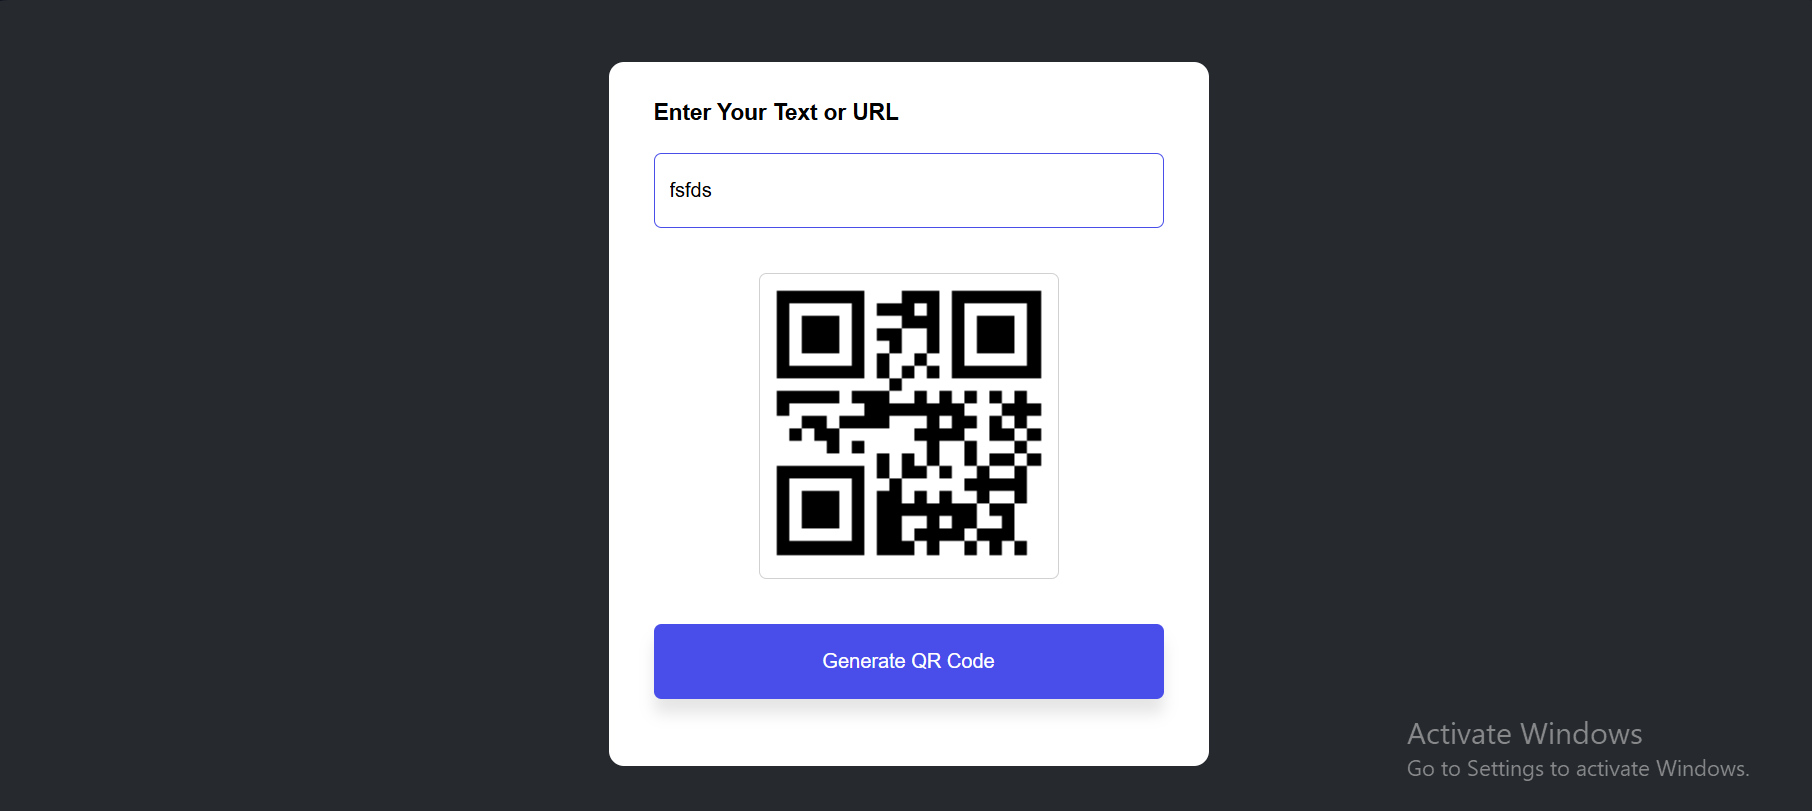 Enter Your Text or URL
fsfds
Generate QR Code
Activate Windows
Go to Settings to activate Windows.